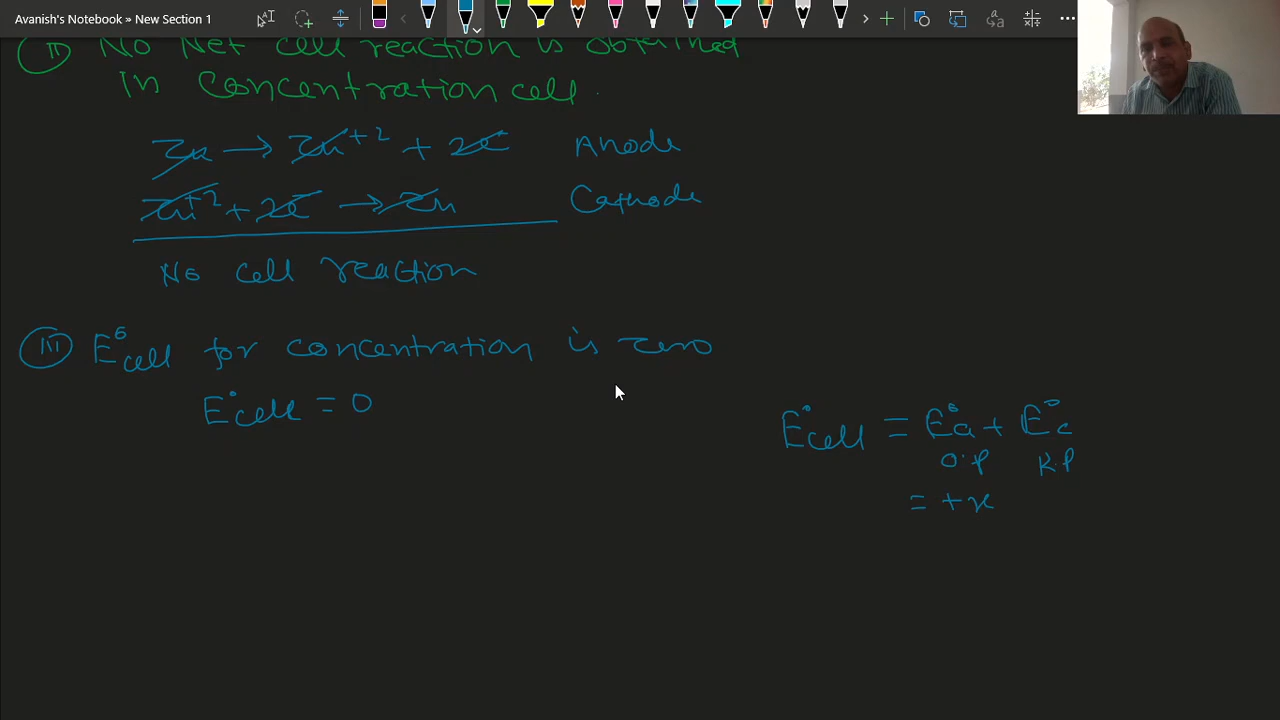 Avanish's Notebook » New Section 1
(II) No Net cell reaction is obtained
In Concentration cell.
Zn → Zn+2 + 2e Anode
Zn+2 + 2e → Zn Cathode
No cell reaction
(III) E°cell for concentration is zero
E°cell = 0
E°cell = E°a + E°c
O.P R.P
= +x